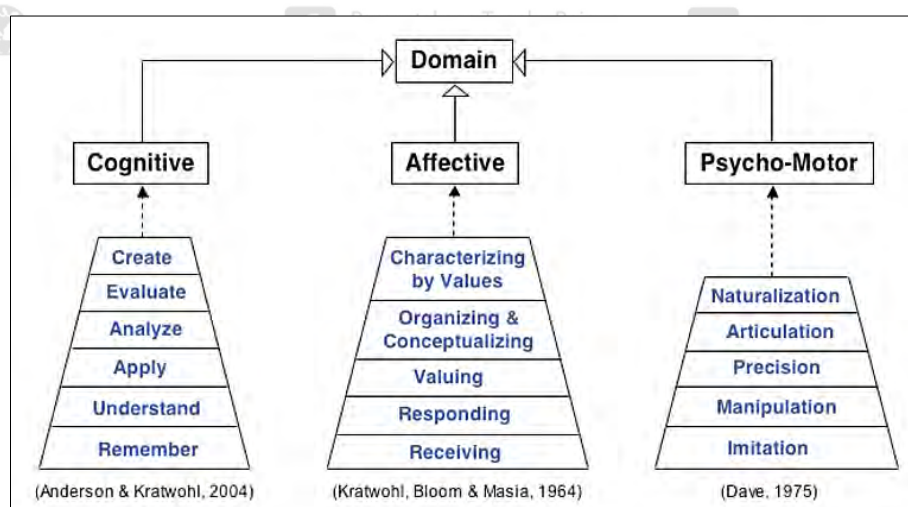 Domain
Cognitive
Affective
Psycho-Motor
Create
Evaluate
Analyze
Apply
Understand
Remember
(Anderson & Kratwohl, 2004)
Characterizing
by Values
Organizing &
Conceptualizing
Valuing
Responding
Receiving
(Kratwohl, Bloom & Masia, 1964)
Naturalization
Articulation
Precision
Manipulation
Imitation
(Dave, 1975)